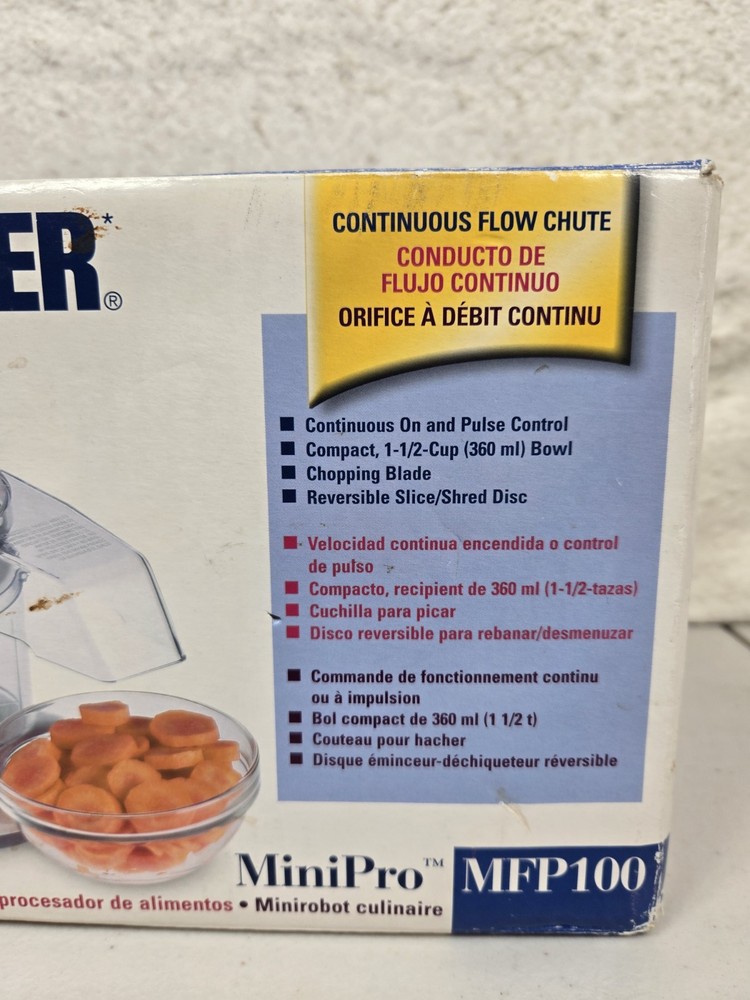 ER*®
CONTINUOUS FLOW CHUTE
CONDUCTO DE
FLUJO CONTINUO
ORIFICE À DÉBIT CONTINU
■ Continuous On and Pulse Control
■ Compact, 1-1/2-Cup (360 ml) Bowl
■ Chopping Blade
■ Reversible Slice/Shred Disc
■ Velocidad continua encendida o control
de pulso
■ Compacto, recipient de 360 ml (1-1/2-tazas)
■ Cuchilla para picar
■ Disco reversible para rebanar/desmenuzar
■ Commande de fonctionnement continu
ou à impulsion
■ Bol compact de 360 ml (1 1/2 t)
■ Couteau pour hacher
■ Disque éminceur-déchiqueteur réversible
MiniPro™ MFP100
procesador de alimentos • Minirobot culinaire